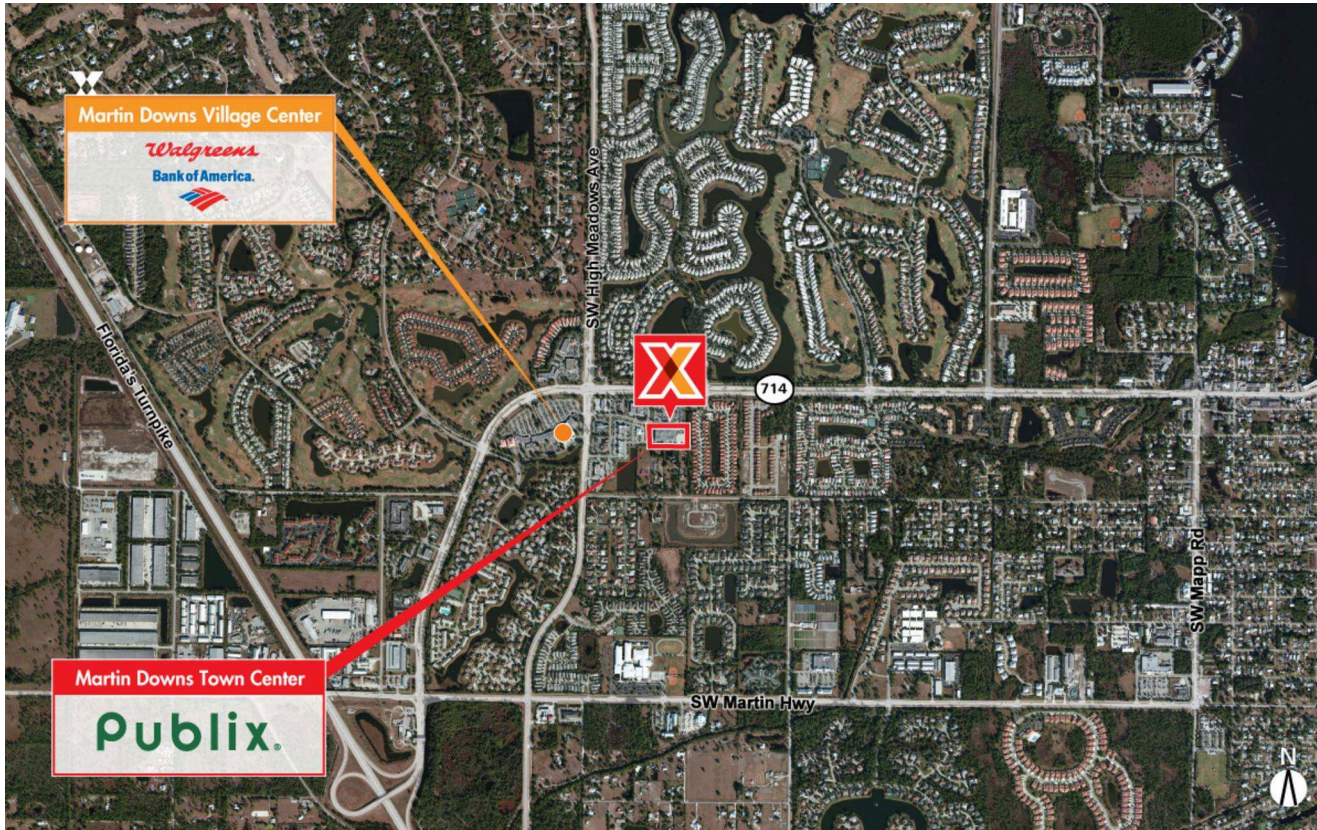 Martin Downs Village Center
Walgreens
Bank of America.
SW High Meadows Ave
Florida's Turnpike
714
SW Mapp Rd
Martin Downs Town Center
Publix.
SW Martin Hwy
N